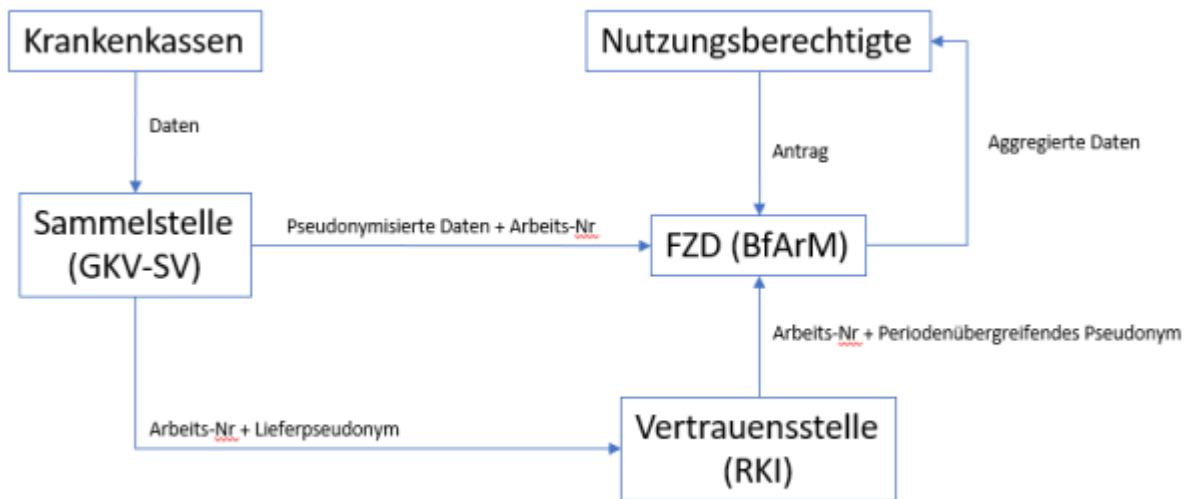 Krankenkassen
Nutzungsberechtigte
Daten
Antrag
Aggregierte Daten
Sammelstelle
(GKV-SV)
Pseudonymisierte Daten + Arbeits-Nr
FZD (BfArM)
Arbeits-Nr + Periodenübergreifendes Pseudonym
Arbeits-Nr + Lieferpseudonym
Vertrauensstelle
(RKI)